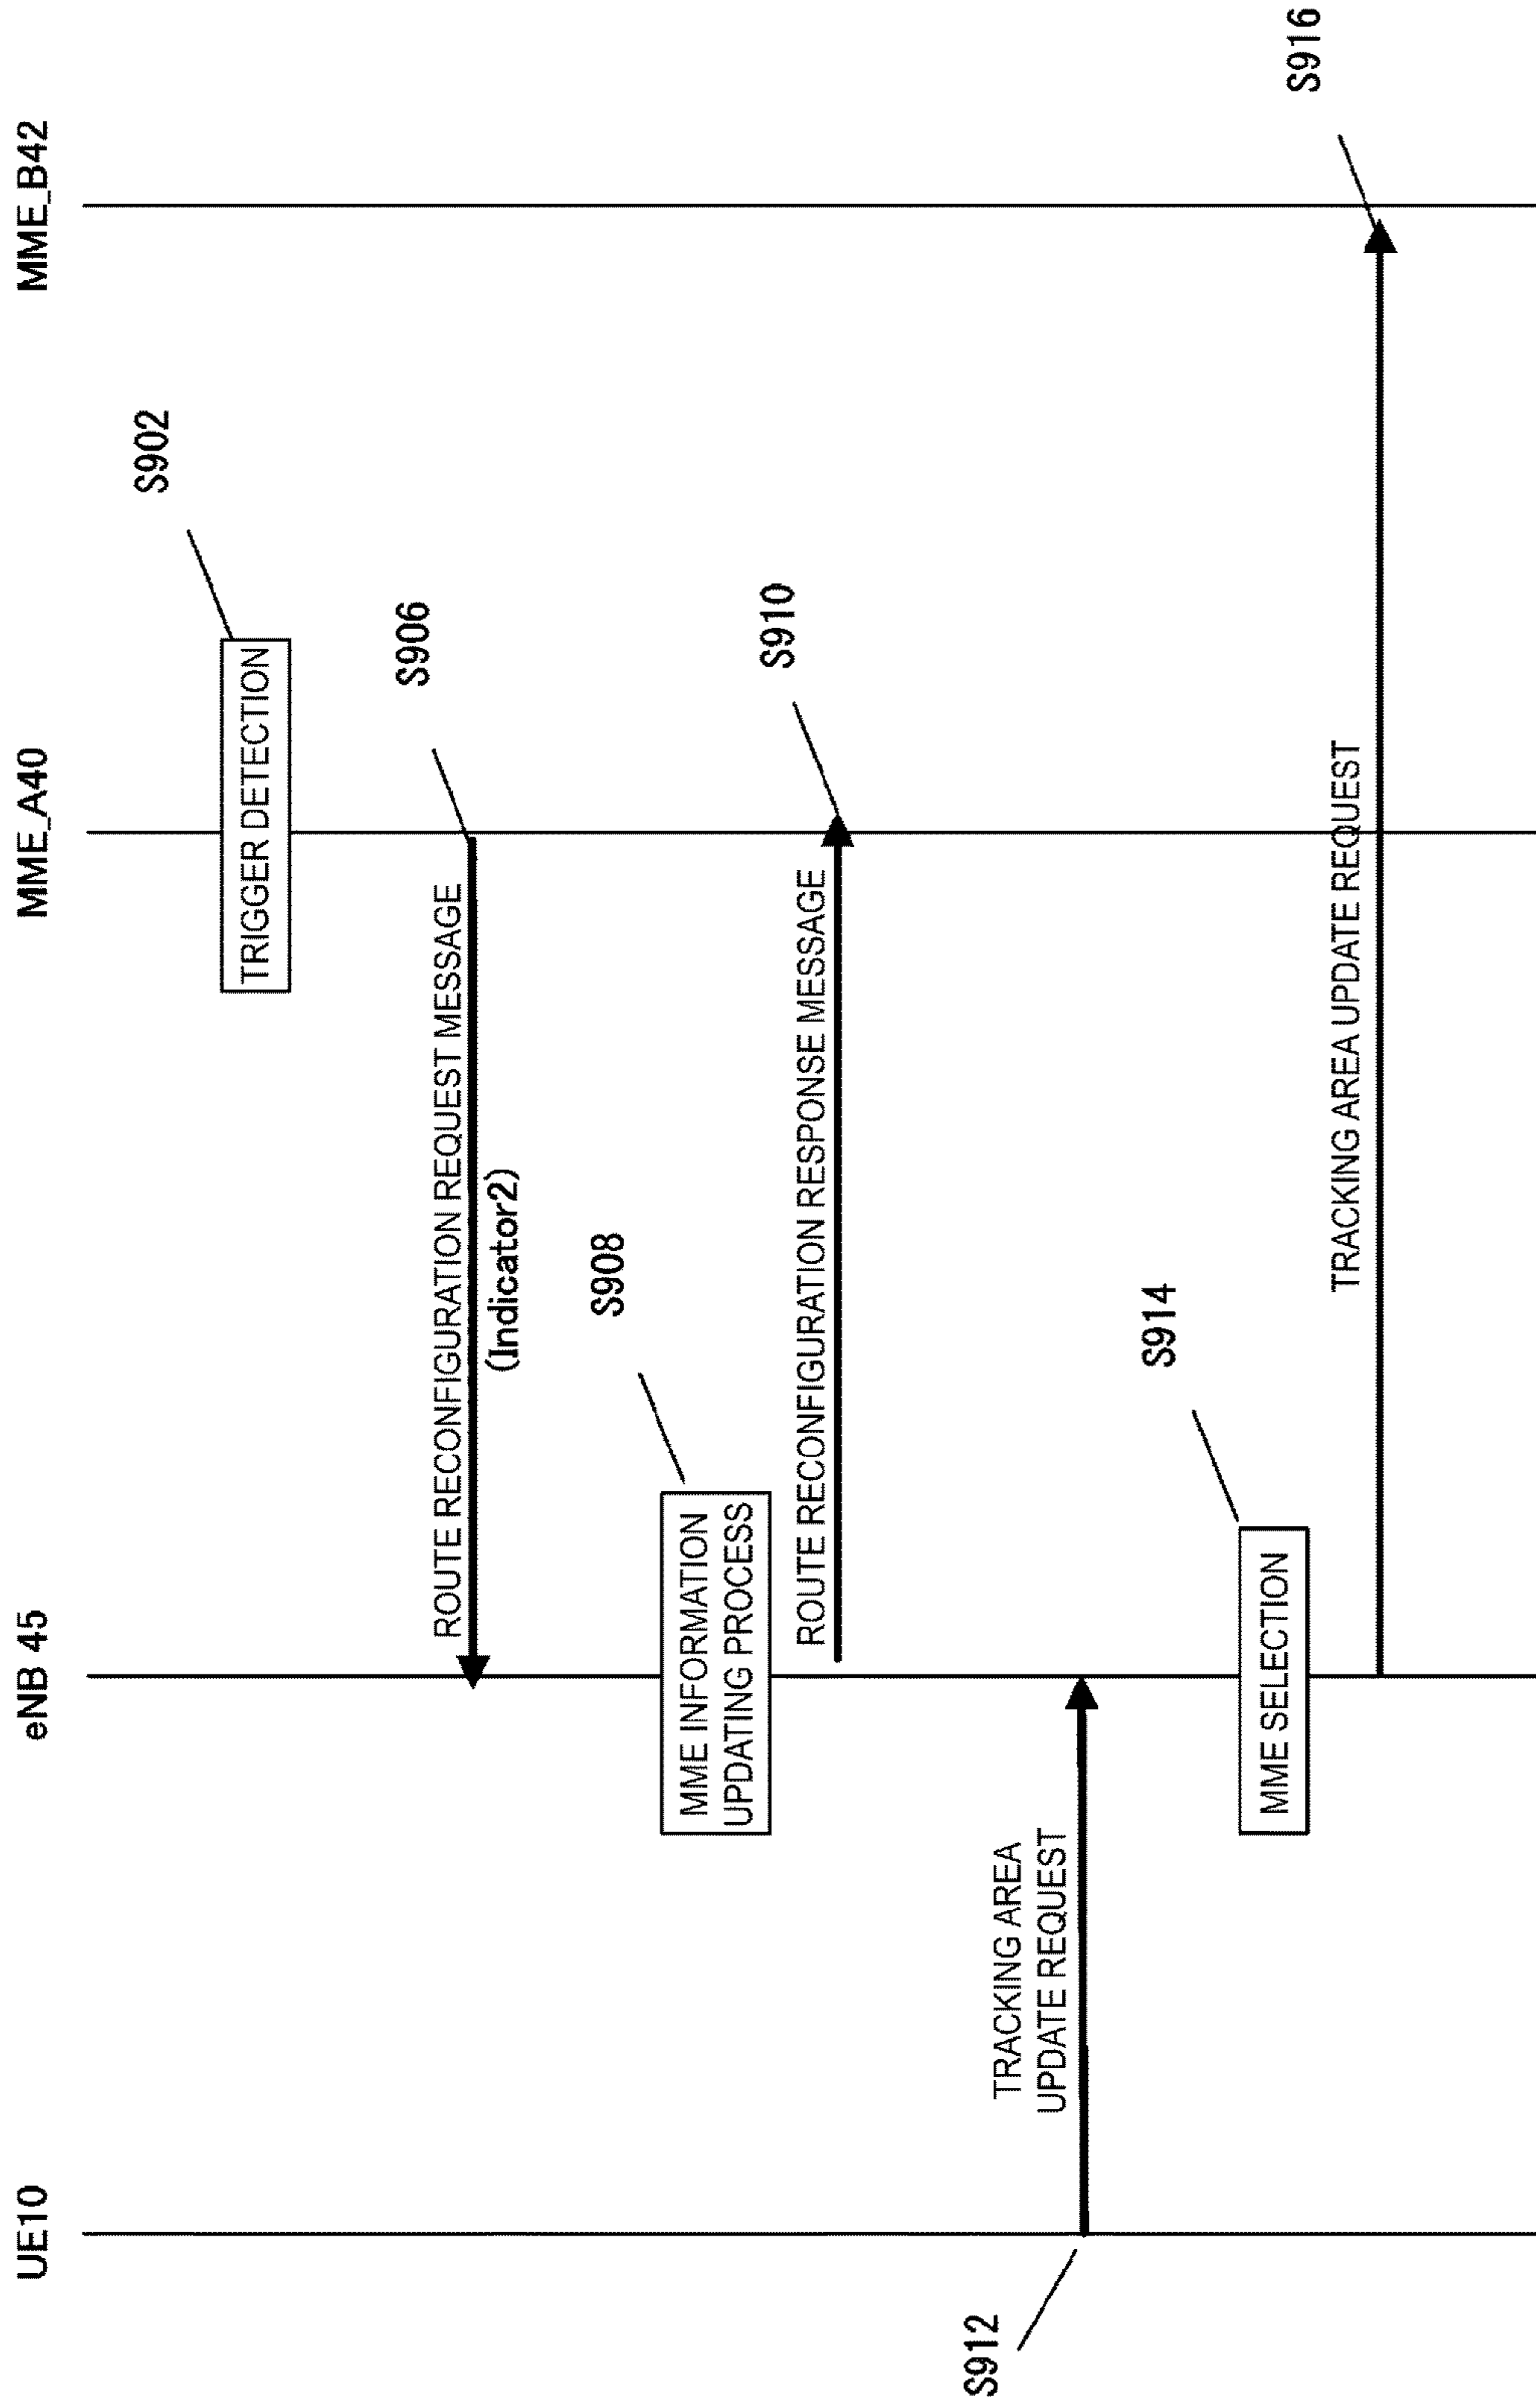 UE10
eNB 45
MME_A40
MME_B42
TRIGGER DETECTION
S902
ROUTE RECONFIGURATION REQUEST MESSAGE
(Indicator2)
S906
MME INFORMATION
UPDATING PROCESS
S908
ROUTE RECONFIGURATION RESPONSE MESSAGE
S910
S912
TRACKING AREA
UPDATE REQUEST
MME SELECTION
S914
TRACKING AREA UPDATE REQUEST
S916